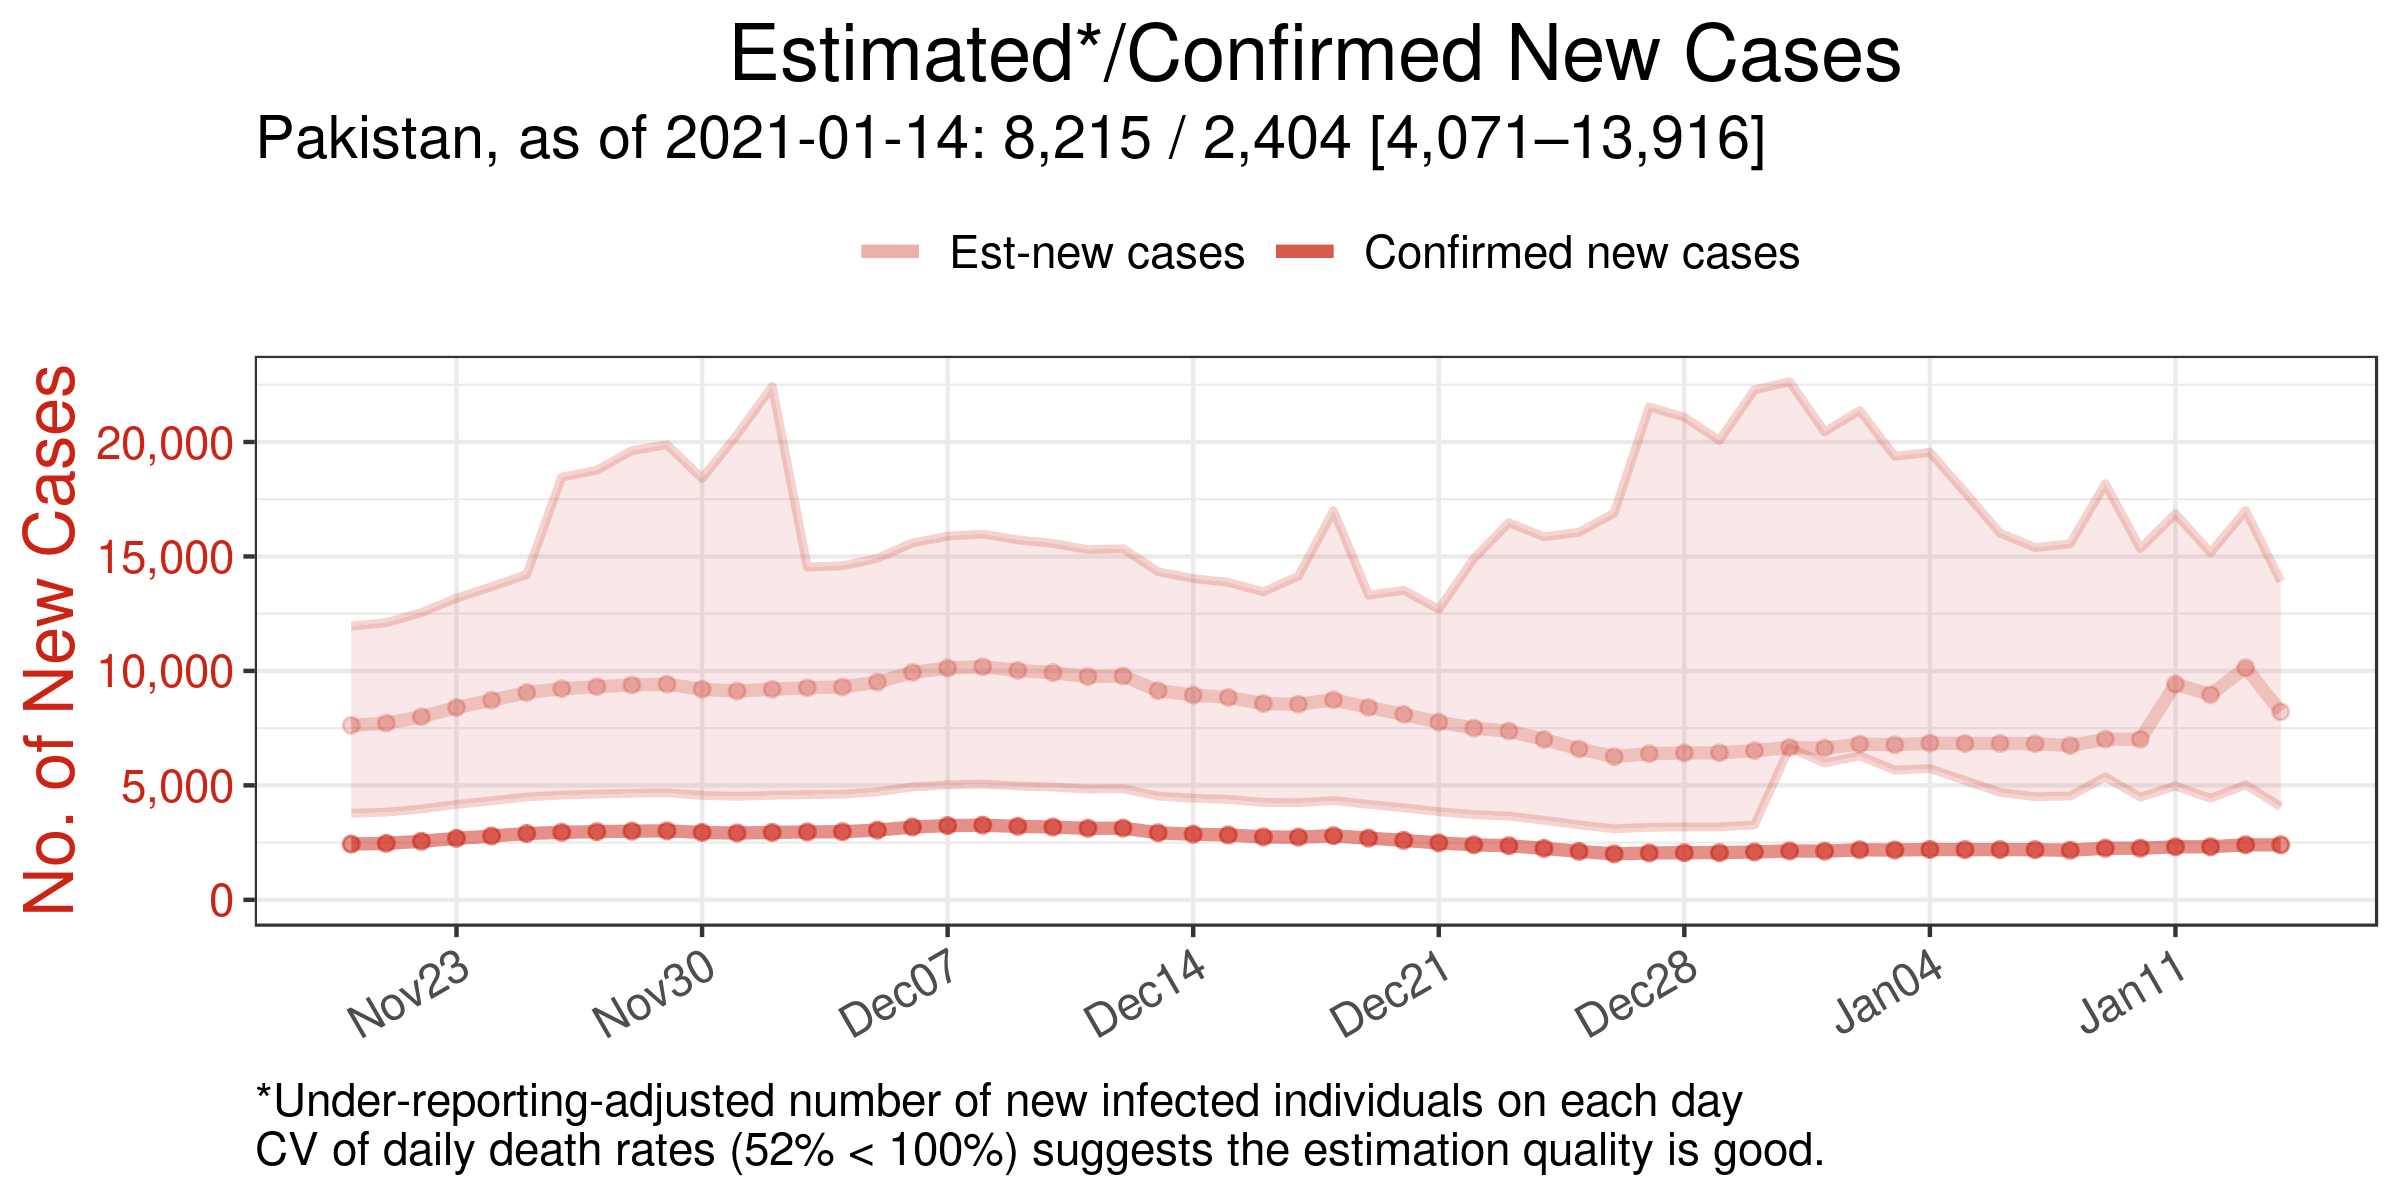 Estimated*/Confirmed New Cases
Pakistan, as of 2021-01-14: 8,215 / 2,404 [4,071–13,916]
Est-new cases Confirmed new cases
No. of New Cases
20,000
15,000
10,000
5,000
0
Nov23 Nov30 Dec07 Dec14 Dec21 Dec28 Jan04 Jan11
*Under-reporting-adjusted number of new infected individuals on each day
CV of daily death rates (52% < 100%) suggests the estimation quality is good.